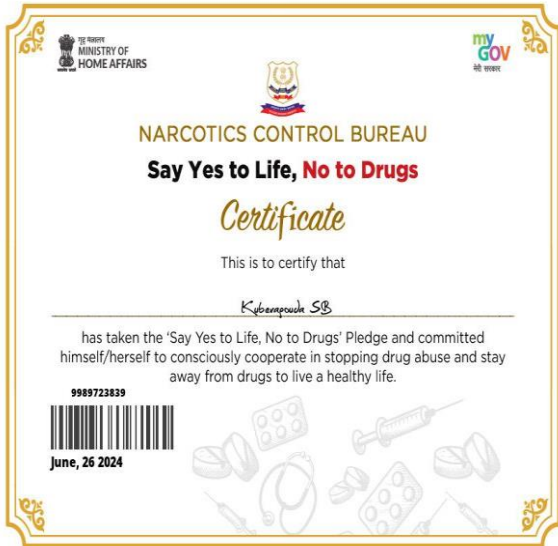 गृह मंत्रालय
MINISTRY OF
HOME AFFAIRS
my
GOV
मेरी सरकार
NARCOTICS CONTROL BUREAU
Say Yes to Life, No to Drugs
Certificate
This is to certify that
Kuberapouda SB
has taken the 'Say Yes to Life, No to Drugs' Pledge and committed
himself/herself to consciously cooperate in stopping drug abuse and stay
away from drugs to live a healthy life.
9989723839
June, 26 2024